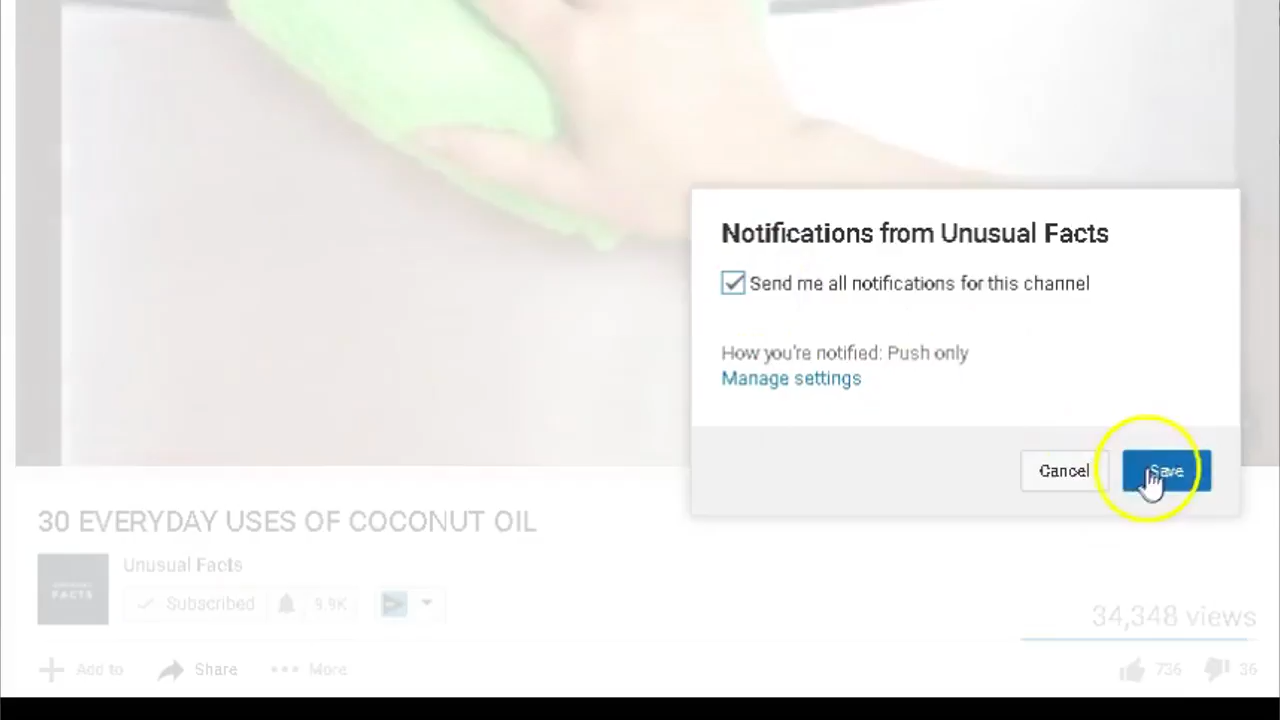 Notifications from Unusual Facts
Send me all notifications for this channel
How you're notified: Push only
Manage settings
Cancel
Save
30 EVERYDAY USES OF COCONUT OIL
Unusual Facts
FACTS
Subscribed
9.9K
34,348 views
Add to
Share
More
736
36